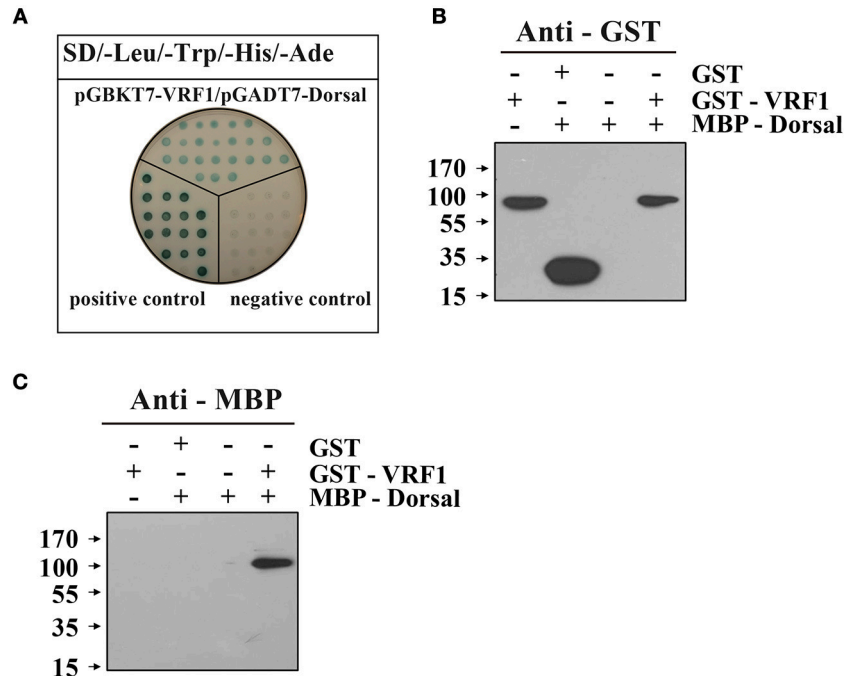 A
SD/-Leu/-Trp/-His/-Ade
pGBKT7-VRF1/pGADT7-Dorsal
positive control negative control
B
Anti - GST
- + - - GST
+ - - + GST - VRF1
- + + + MBP - Dorsal
170
100
55
35
15
C
Anti - MBP
- + - - GST
+ - - + GST - VRF1
- + + + MBP - Dorsal
170
100
55
35
15